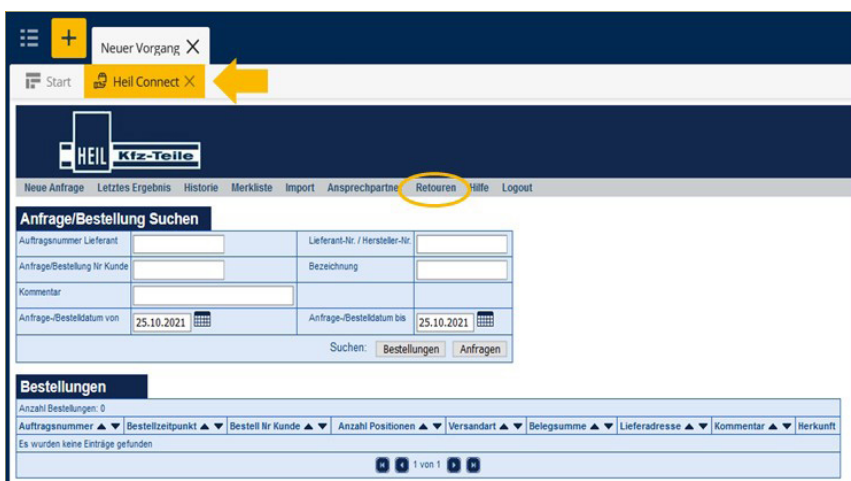 Neuer Vorgang
Start Heil Connect
HEIL Kfz-Teile
Neue Anfrage Letztes Ergebnis Historie Merkliste Import Ansprechpartner Retouren Hilfe Logout
Anfrage/Bestellung Suchen
Auftragsnummer Lieferant Lieferant-Nr. / Hersteller-Nr.
Anfrage/Bestellung Nr Kunde Bezeichnung
Kommentar
Anfrage-/Bestelldatum von 25.10.2021 Anfrage-/Bestelldatum bis 25.10.2021
Suchen: Bestellungen Anfragen
Bestellungen
Anzahl Bestellungen: 0
Auftragsnummer Bestellzeitpunkt Bestell Nr Kunde Anzahl Positionen Versandart Belegsumme Lieferadresse Kommentar Herkunft
Es wurden keine Einträge gefunden
1 von 1